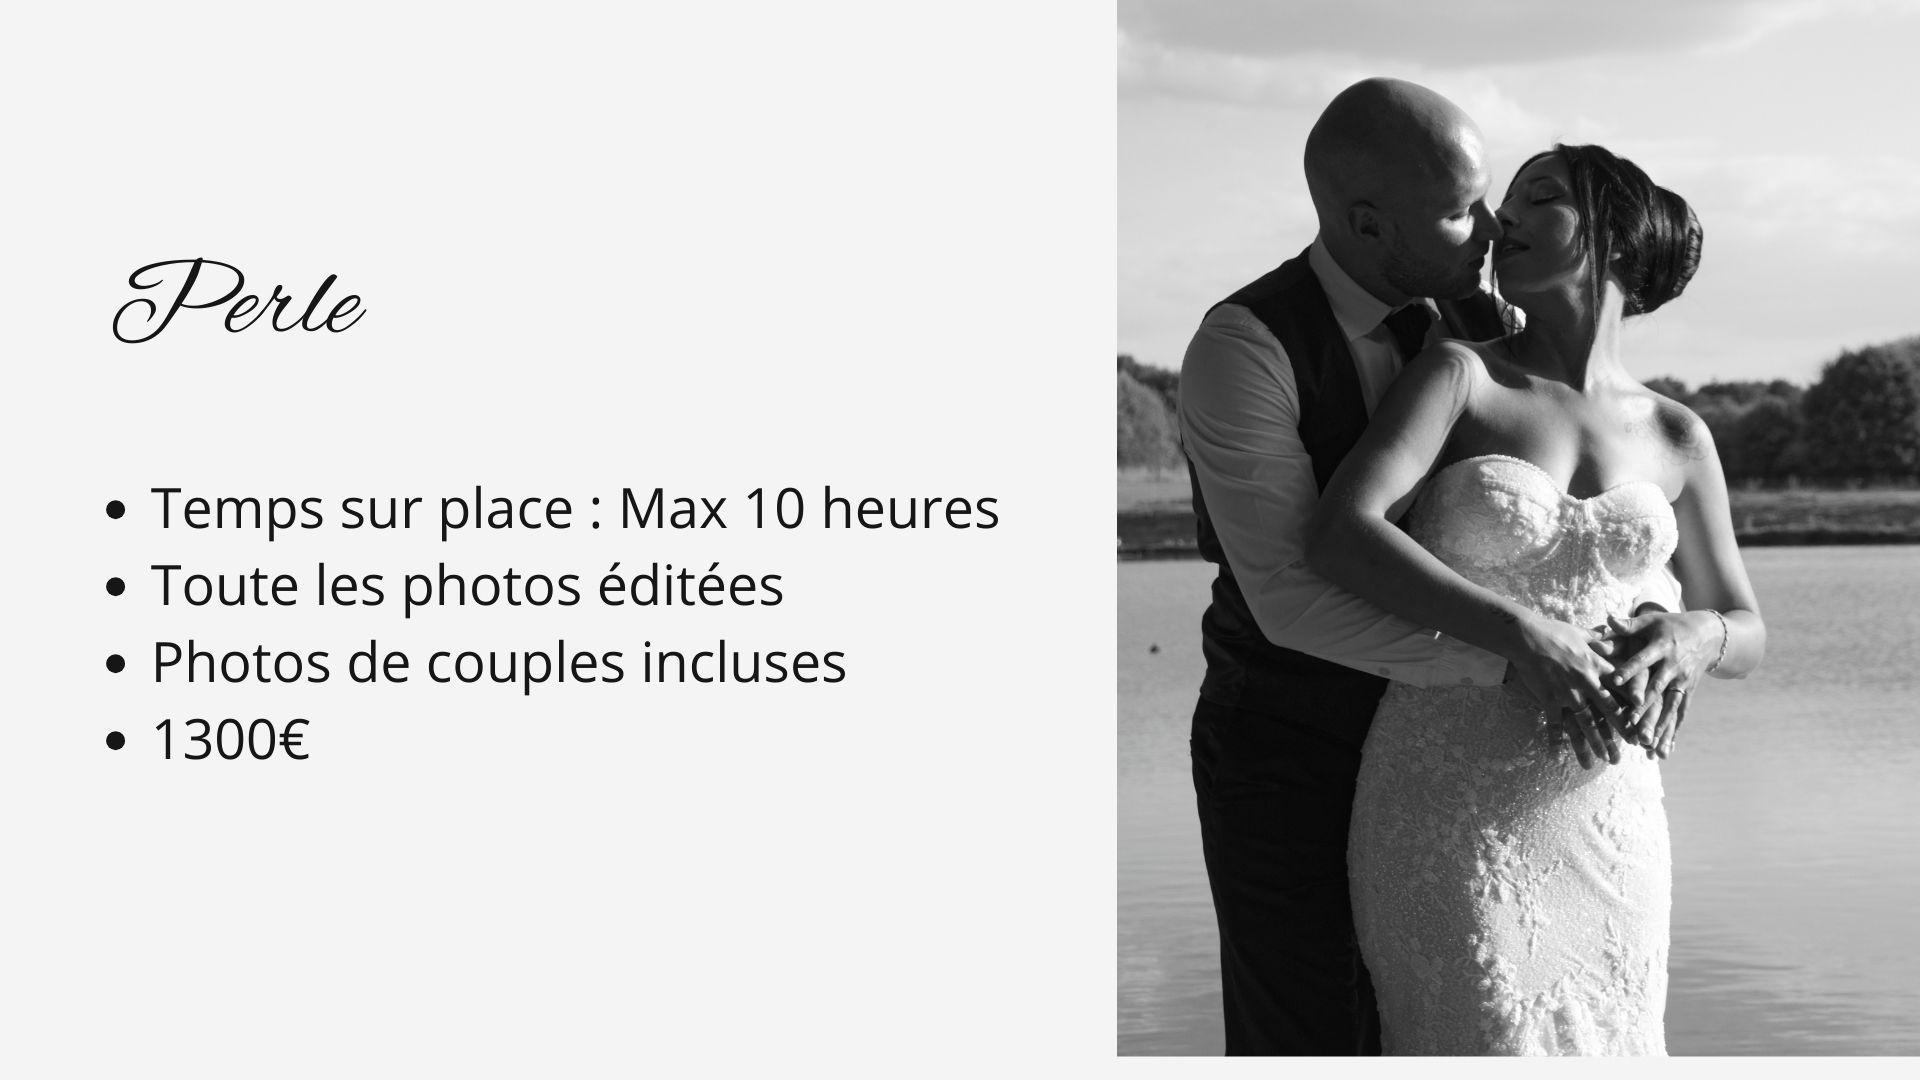 Perle
• Temps sur place : Max 10 heures
• Toute les photos éditées
• Photos de couples incluses
• 1300€